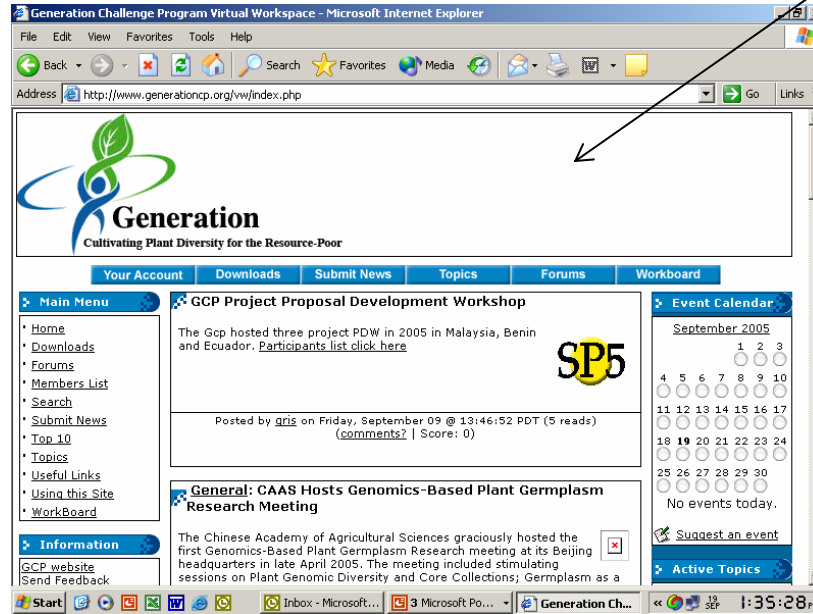 Generation Challenge Program Virtual Workspace - Microsoft Internet Explorer
File Edit View Favorites Tools Help
Back Search Favorites Media
Address http://www.generationcp.org/vw/index.php Go Links
Generation
Cultivating Plant Diversity for the Resource-Poor
Your Account Downloads Submit News Topics Forums Workboard
Main Menu
Home
Downloads
Forums
Members List
Search
Submit News
Top 10
Topics
Useful Links
Using this Site
WorkBoard
Information
GCP website
Send Feedback
GCP Project Proposal Development Workshop
The Gcp hosted three project PDW in 2005 in Malaysia, Benin
and Ecuador. Participants list click here
SP5
Posted by gris on Friday, September 09 @ 13:46:52 PDT (5 reads)
(comments? | Score: 0)
General: CAAS Hosts Genomics-Based Plant Germplasm
Research Meeting
The Chinese Academy of Agricultural Sciences graciously hosted the
first Genomics-Based Plant Germplasm Research meeting at its Beijing
headquarters in late April 2005. The meeting included stimulating
sessions on Plant Genomic Diversity and Core Collections; Germplasm as a
Event Calendar
September 2005
1 2 3
4 5 6 7 8 9 10
11 12 13 14 15 16 17
18 19 20 21 22 23 24
25 26 27 28 29 30
No events today.
Suggest an event
Active Topics
Start Inbox - Microsoft... 3 Microsoft Po... Generation Ch... « 19 SEP 1:35:28